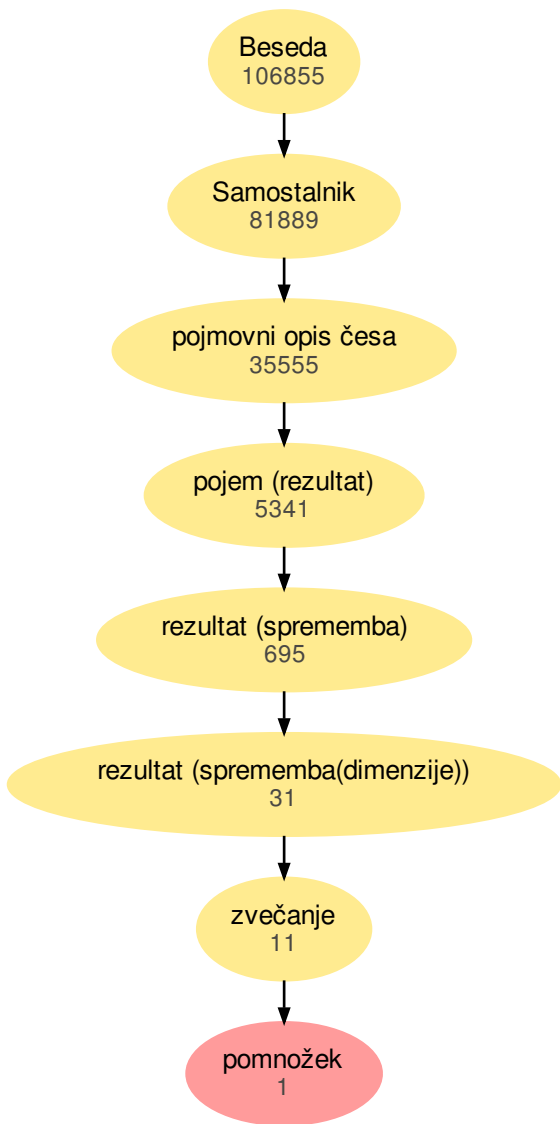 Beseda
106855
Samostalnik
81889
pojmovni opis česa
35555
pojem (rezultat)
5341
rezultat (sprememba)
695
rezultat (sprememba(dimenzije))
31
zvečanje
11
pomnožek
1